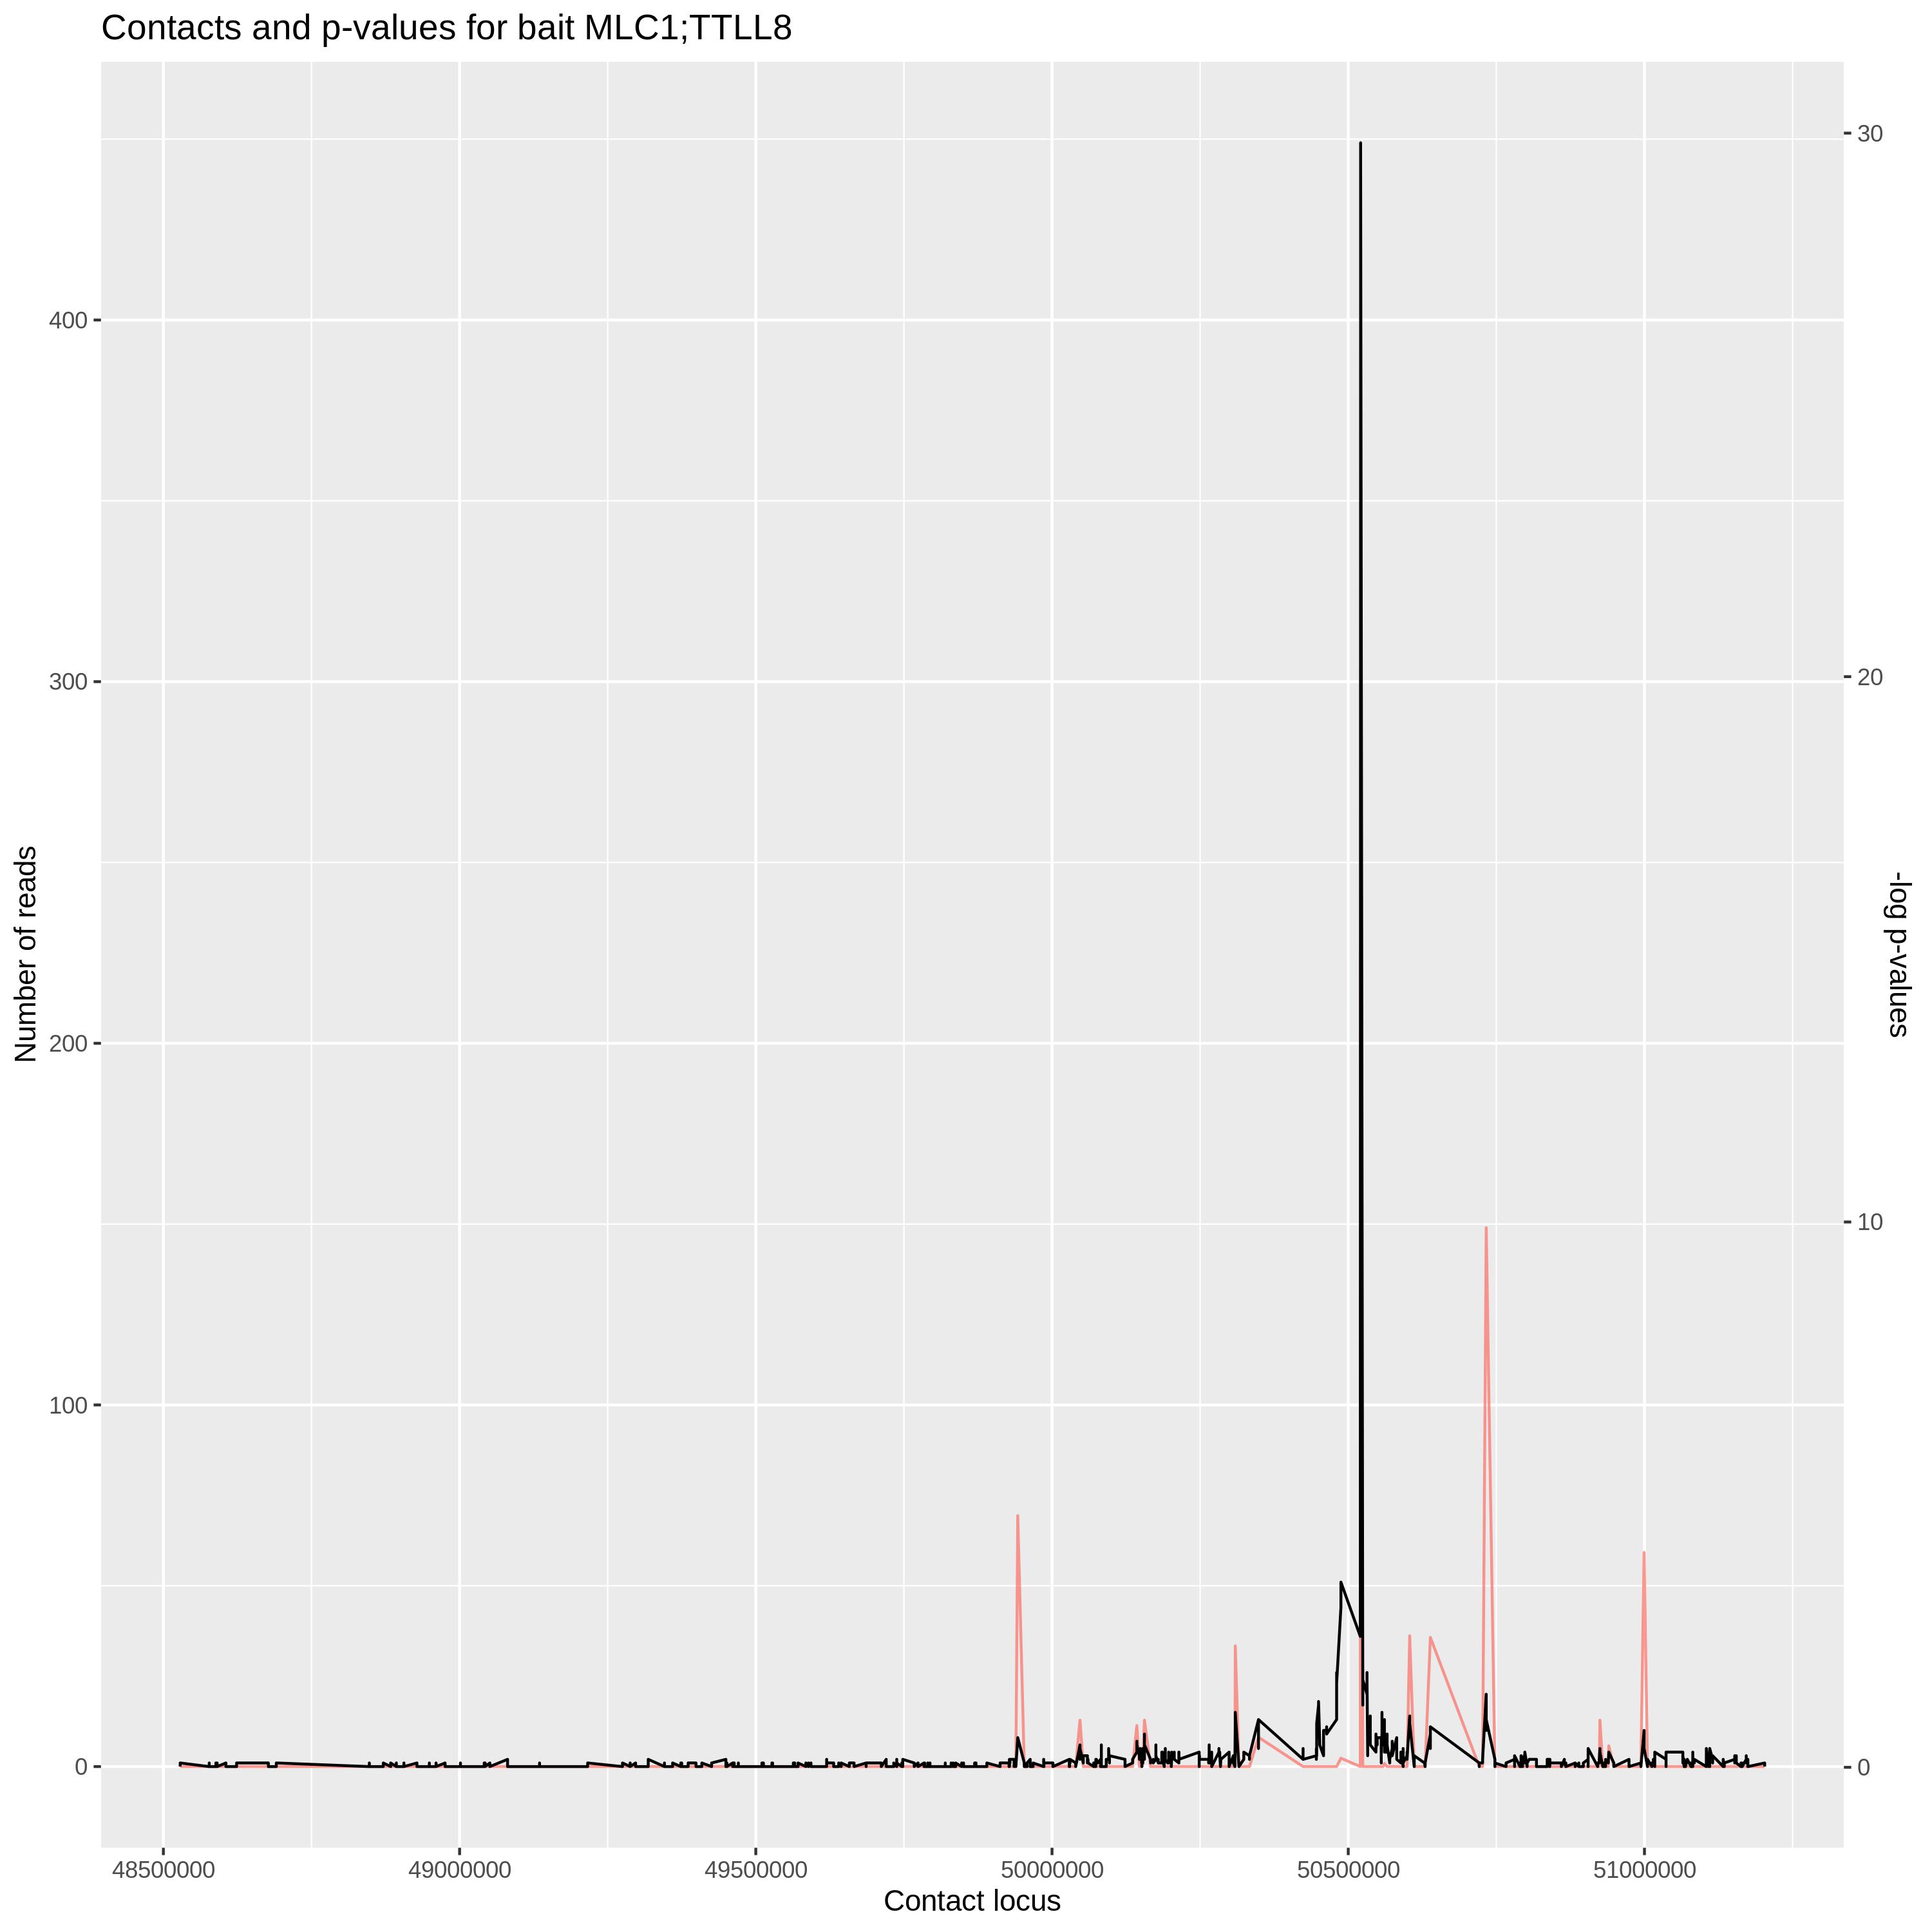 Contacts and p-values for bait MLC1;TTLL8
30
400
300
20
Number of reads
-log p-values
200
10
100
0
0
48500000 49000000 49500000 50000000 50500000 51000000
Contact locus